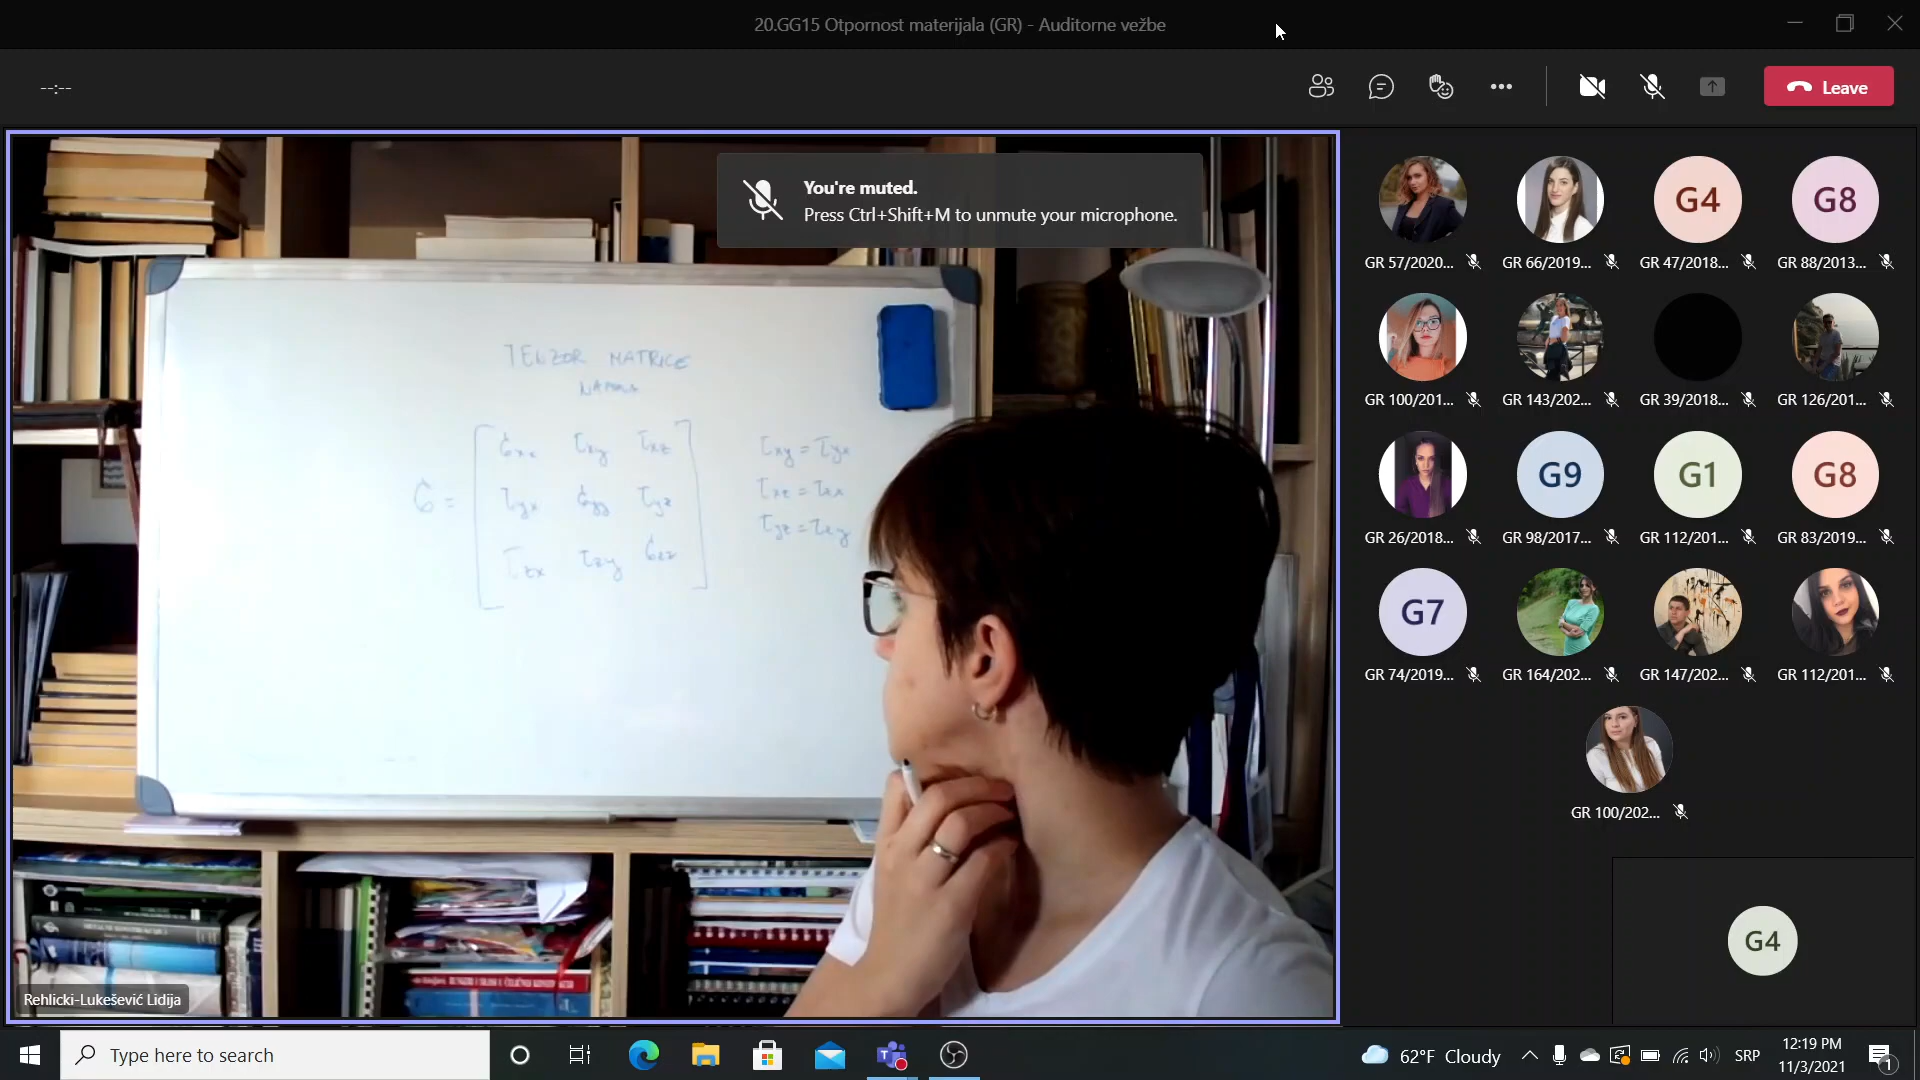 20.GG15 Otpornost materijala (GR) - Auditorne vežbe
--:--
Leave
You're muted.
Press Ctrl+Shift+M to unmute your microphone.
TENZOR MATRICE
NAPONA
σxx τxy τxz
σ = τyx σyy τyz
τzx τzy σzz
τxy = τyx
τxz = τzx
τyz = τzy
G4
G8
GR 57/2020...
GR 66/2019...
GR 47/2018...
GR 88/2013...
GR 100/201...
GR 143/202...
GR 39/2018...
GR 126/201...
G9
G1
G8
GR 26/2018...
GR 98/2017...
GR 112/201...
GR 83/2019...
G7
GR 74/2019...
GR 164/202...
GR 147/202...
GR 112/201...
GR 100/202...
G4
Rehlicki-Lukešević Lidija
Type here to search
62°F Cloudy
SRP
12:19 PM
11/3/2021
1